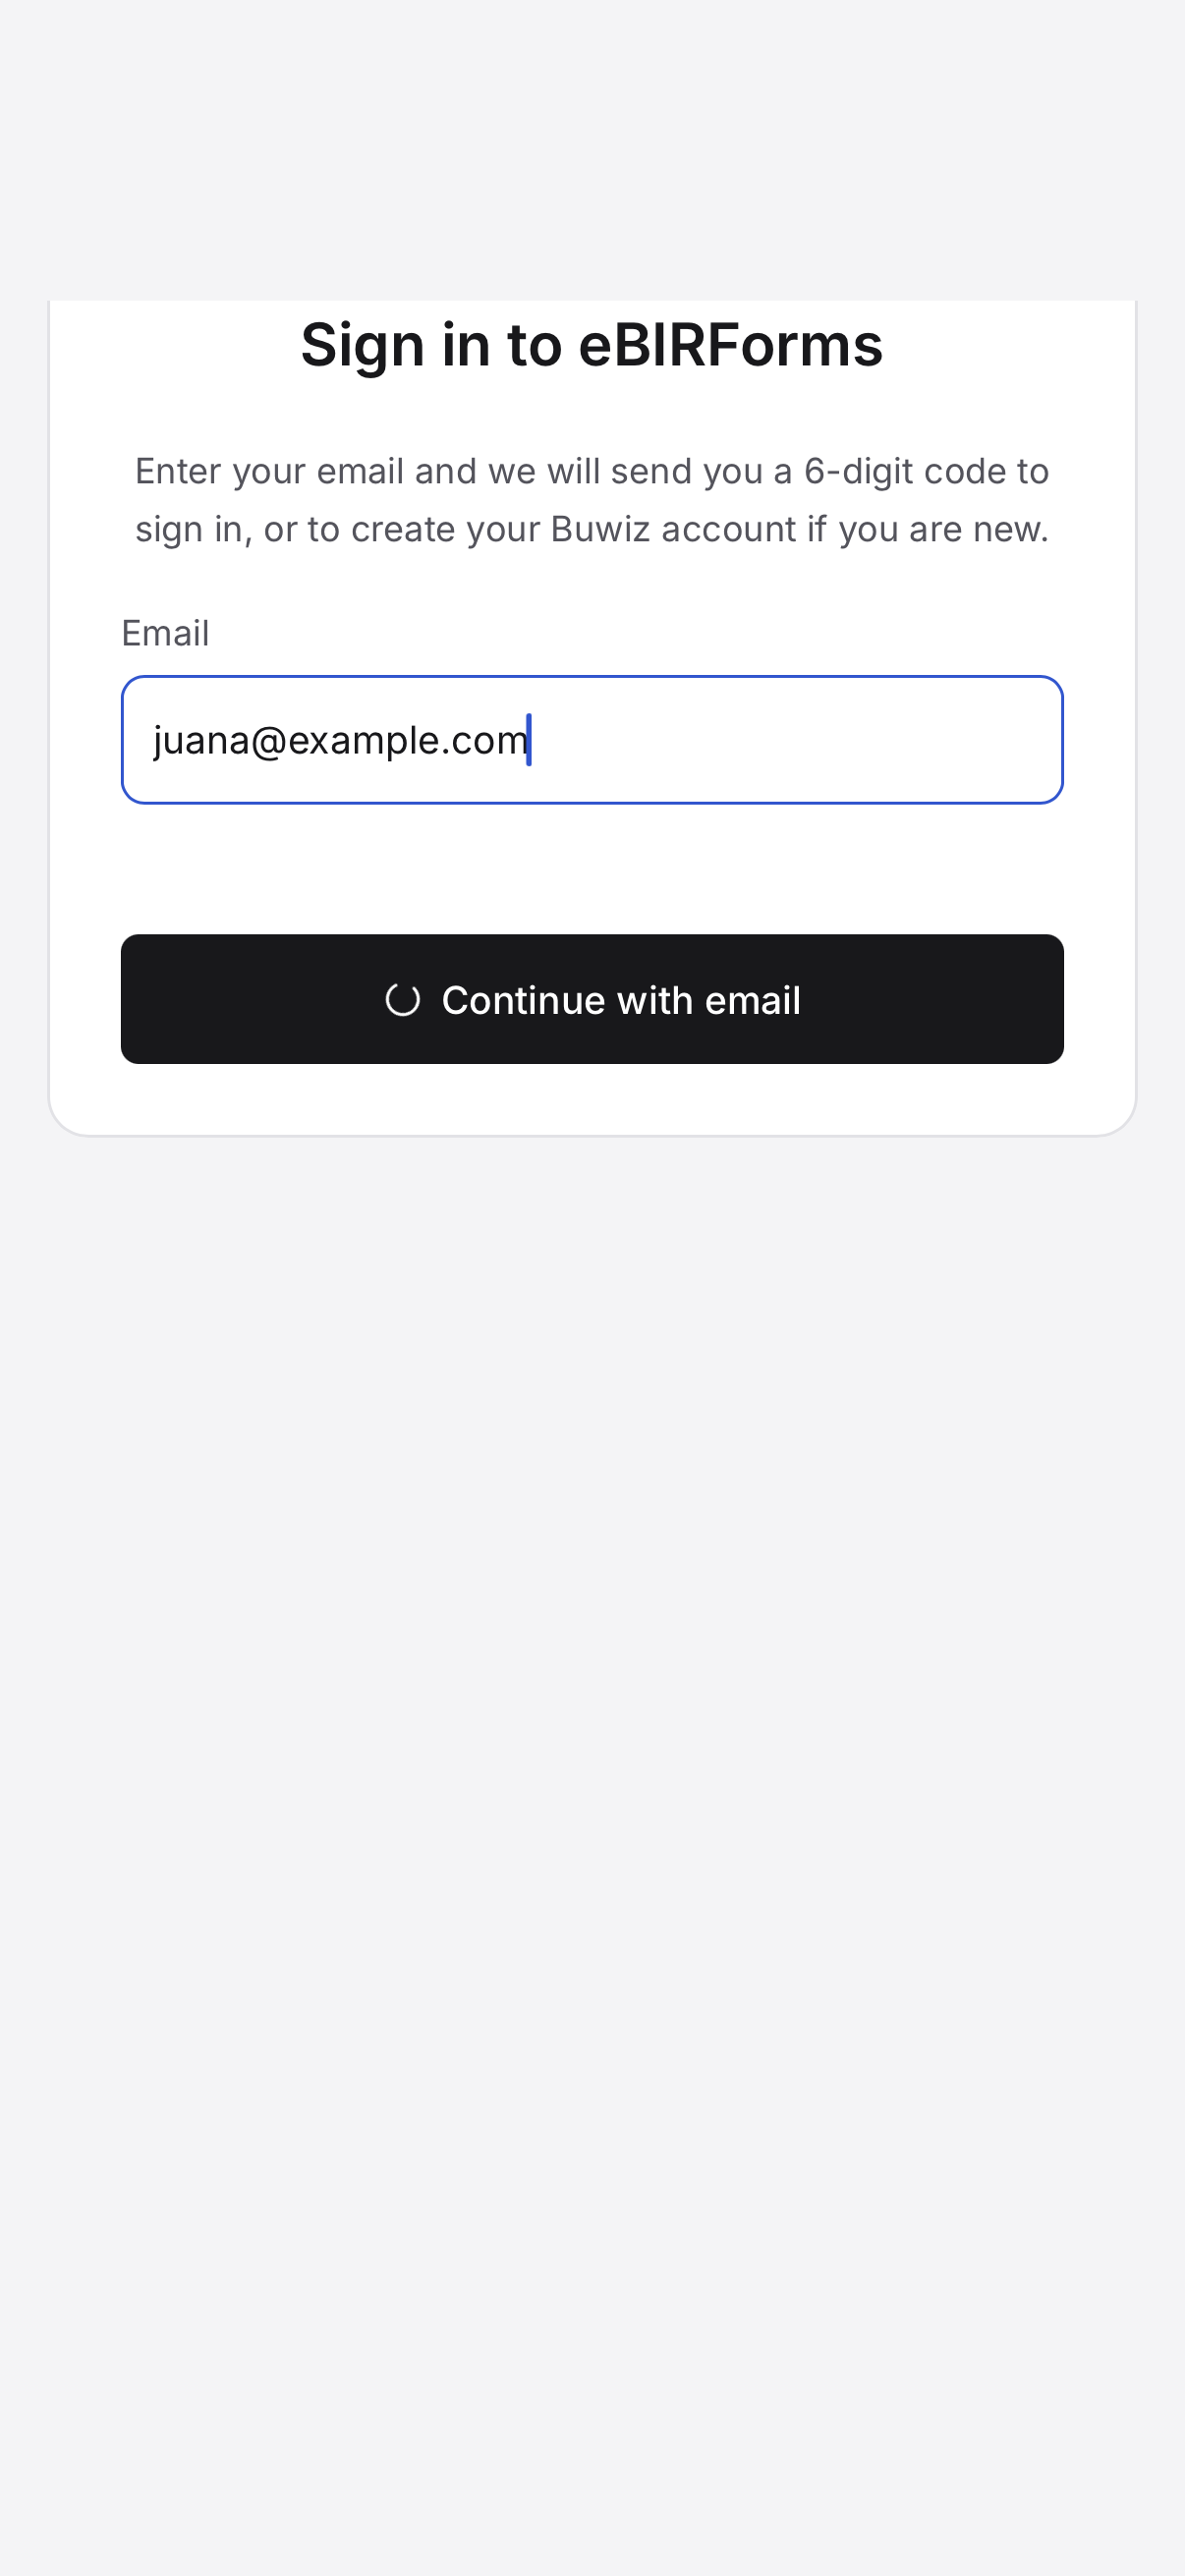 Sign in to eBIRForms
Enter your email and we will send you a 6-digit code to
sign in, or to create your Buwiz account if you are new.
Email
juana@example.com
Continue with email